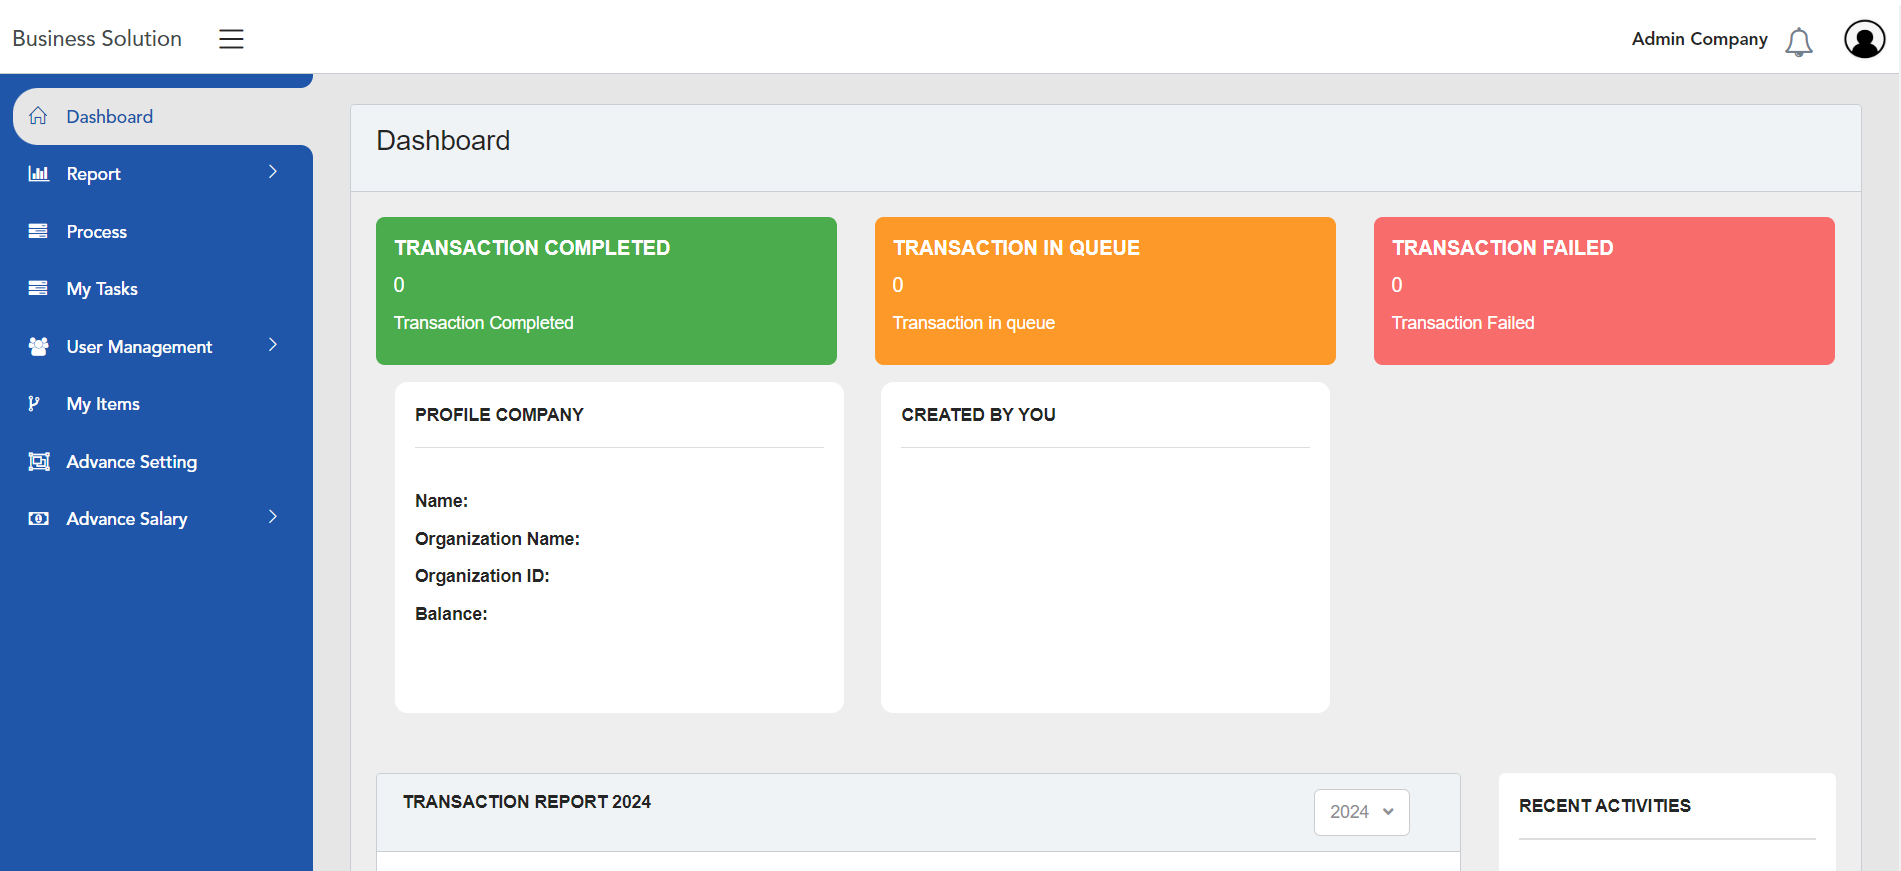 Business Solution
Admin Company
Dashboard
Report
Process
My Tasks
User Management
My Items
Advance Setting
Advance Salary
Dashboard
TRANSACTION COMPLETED
0
Transaction Completed
TRANSACTION IN QUEUE
0
Transaction in queue
TRANSACTION FAILED
0
Transaction Failed
PROFILE COMPANY
Name:
Organization Name:
Organization ID:
Balance:
CREATED BY YOU
TRANSACTION REPORT 2024
2024
RECENT ACTIVITIES